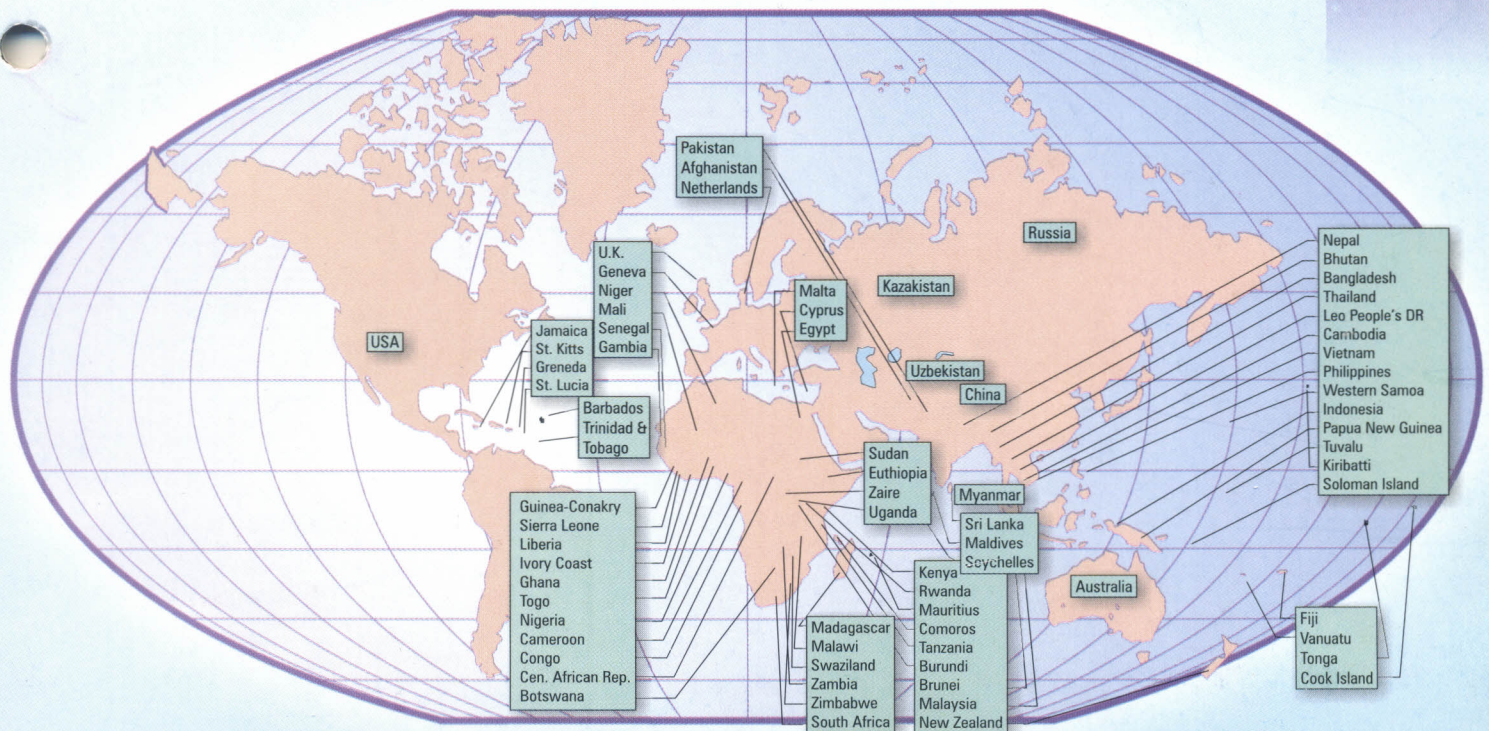 Pakistan
Afghanistan
Netherlands
Russia
U.K.
Geneva
Niger
Mali
Senegal
Gambia
Malta
Cyprus
Egypt
Kazakistan
USA
Jamaica
St. Kitts
Greneda
St. Lucia
Uzbekistan
China
Barbados
Trinidad &
Tobago
Nepal
Bhutan
Bangladesh
Thailand
Leo People's DR
Cambodia
Vietnam
Philippines
Western Samoa
Indonesia
Papua New Guinea
Tuvalu
Kiribatti
Soloman Island
Sudan
Euthiopia
Zaire
Uganda
Myanmar
Sri Lanka
Maldives
Seychelles
Guinea-Conakry
Sierra Leone
Liberia
Ivory Coast
Ghana
Togo
Nigeria
Cameroon
Congo
Cen. African Rep.
Botswana
Kenya
Rwanda
Mauritius
Comoros
Tanzania
Burundi
Brunei
Malaysia
New Zealand
Australia
Madagascar
Malawi
Swaziland
Zambia
Zimbabwe
South Africa
Fiji
Vanuatu
Tonga
Cook Island